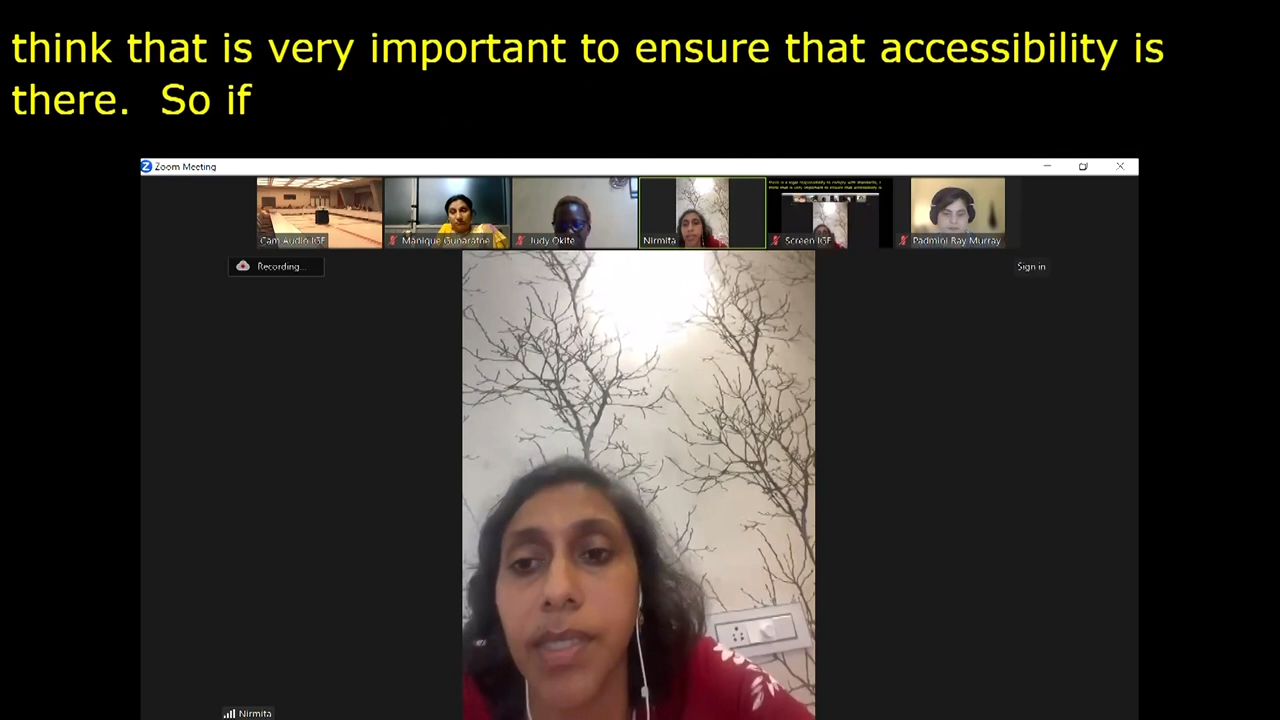 think that is very important to ensure that accessibility is
there.  So if
Zoom Meeting
Cam Audio IGF
Manique Gunaratne
Judy Okite
Nirmita
Screen IGF
Padmini Ray Murray
Recording...
Sign in
Nirmita